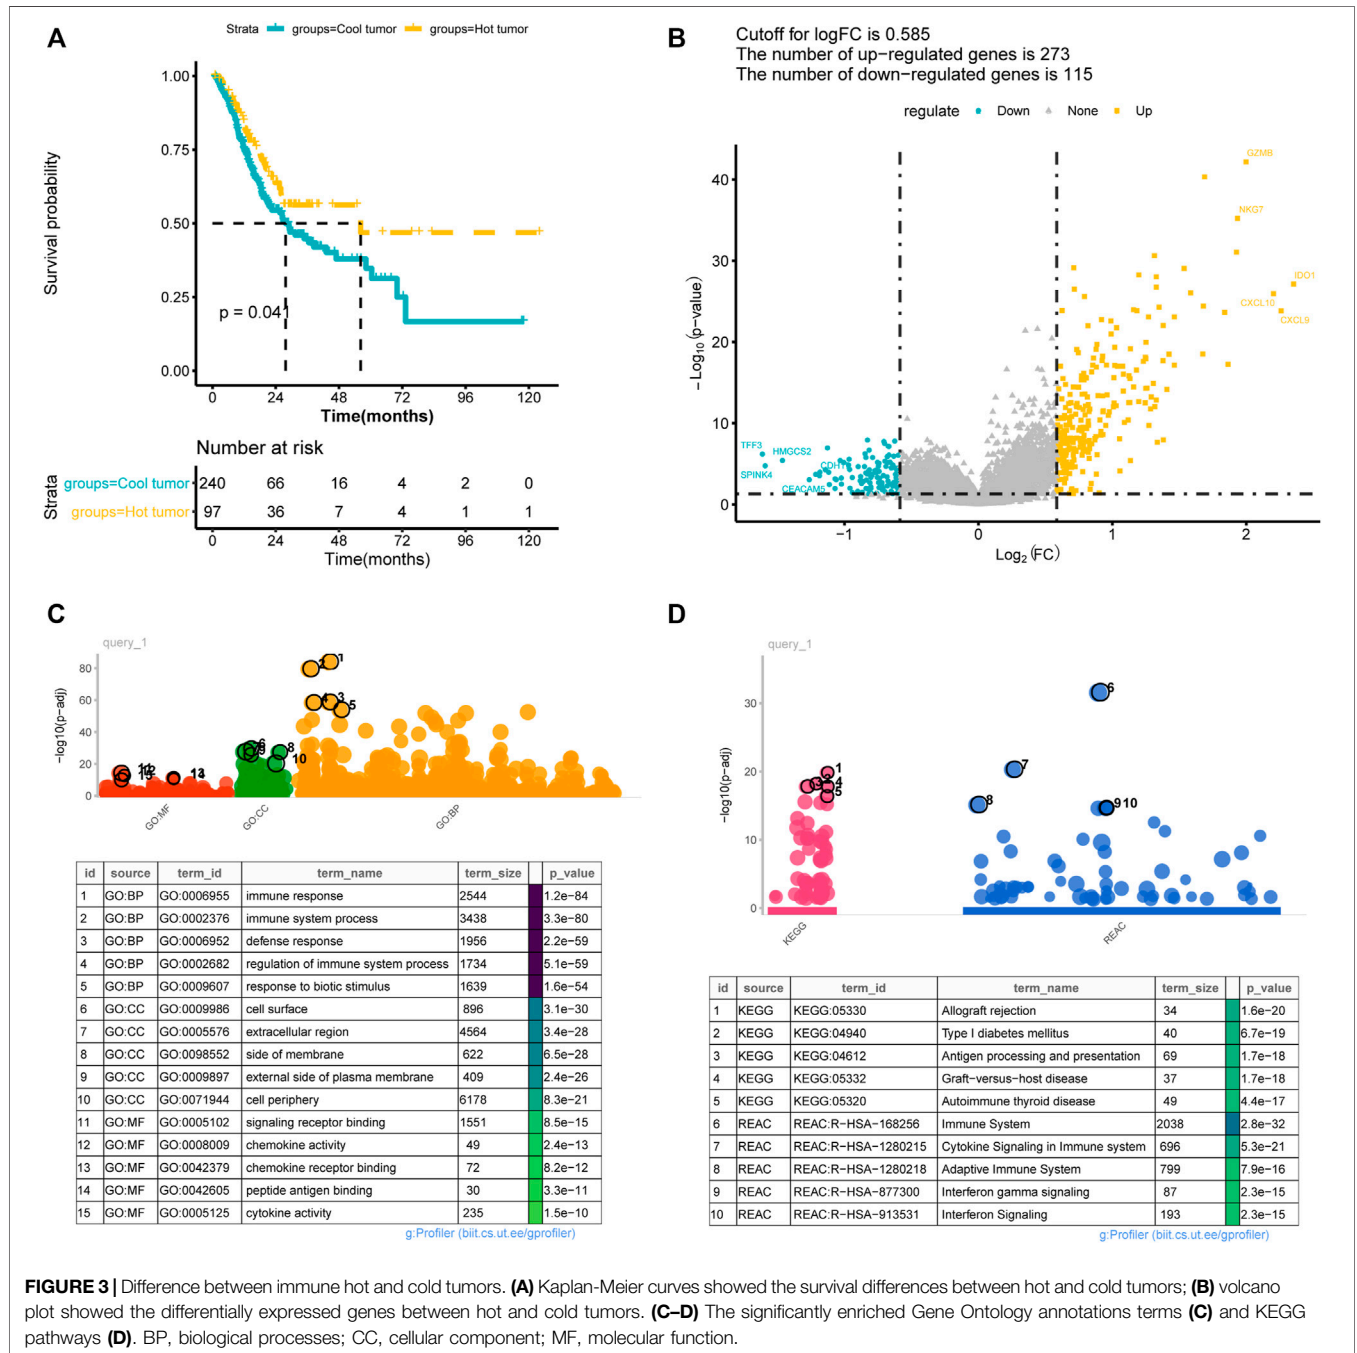 A
Strata groups=Cool tumor groups=Hot tumor
Survival probability
1.00
0.75
0.50
0.25
0.00
p = 0.041
0 24 48 72 96 120
Time(months)
Number at risk
Strata
groups=Cool tumor 240 66 16 4 2 0
groups=Hot tumor 97 36 7 4 1 1
0 24 48 72 96 120
Time(months)
B
Cutoff for logFC is 0.585
The number of up−regulated genes is 273
The number of down−regulated genes is 115
regulate Down None Up
−Log10 (p−value)
40
30
20
10
0
GZMB
NKG7
IDO1
CXCL10
CXCL9
TFF3
HMGCS2
SPINK4
CDH17
CEACAM5
−1 0 1 2
Log2 (FC)
C
query_1
−log10(p−adj)
80
60
40
20
0
1
2
3
4
5
6
8
10
GO:MF GO:CC GO:BP
id source term_id term_name term_size p_value
1 GO:BP GO:0006955 immune response 2544 1.2e−84
2 GO:BP GO:0002376 immune system process 3438 3.3e−80
3 GO:BP GO:0006952 defense response 1956 2.2e−59
4 GO:BP GO:0002682 regulation of immune system process 1734 5.1e−59
5 GO:BP GO:0009607 response to biotic stimulus 1639 1.6e−54
6 GO:CC GO:0009986 cell surface 896 3.1e−30
7 GO:CC GO:0005576 extracellular region 4564 3.4e−28
8 GO:CC GO:0098552 side of membrane 622 6.5e−28
9 GO:CC GO:0009897 external side of plasma membrane 409 2.4e−26
10 GO:CC GO:0071944 cell periphery 6178 8.3e−21
11 GO:MF GO:0005102 signaling receptor binding 1551 8.5e−15
12 GO:MF GO:0008009 chemokine activity 49 2.4e−13
13 GO:MF GO:0042379 chemokine receptor binding 72 8.2e−12
14 GO:MF GO:0042605 peptide antigen binding 30 3.3e−11
15 GO:MF GO:0005125 cytokine activity 235 1.5e−10
g:Profiler (biit.cs.ut.ee/gprofiler)
D
query_1
−log10(p−adj)
30
20
10
0
6
7
1
3 2 4
5
8
9 10
KEGG REAC
id source term_id term_name term_size p_value
1 KEGG KEGG:05330 Allograft rejection 34 1.6e−20
2 KEGG KEGG:04940 Type I diabetes mellitus 40 6.7e−19
3 KEGG KEGG:04612 Antigen processing and presentation 69 1.7e−18
4 KEGG KEGG:05332 Graft−versus−host disease 37 1.7e−18
5 KEGG KEGG:05320 Autoimmune thyroid disease 49 4.4e−17
6 REAC REAC:R−HSA−168256 Immune System 2038 2.8e−32
7 REAC REAC:R−HSA−1280215 Cytokine Signaling in Immune system 696 5.3e−21
8 REAC REAC:R−HSA−1280218 Adaptive Immune System 799 7.9e−16
9 REAC REAC:R−HSA−877300 Interferon gamma signaling 87 2.3e−15
10 REAC REAC:R−HSA−913531 Interferon Signaling 193 2.3e−15
g:Profiler (biit.cs.ut.ee/gprofiler)
FIGURE 3 | Difference between immune hot and cold tumors. (A) Kaplan-Meier curves showed the survival differences between hot and cold tumors; (B) volcano
plot showed the differentially expressed genes between hot and cold tumors. (C–D) The significantly enriched Gene Ontology annotations terms (C) and KEGG
pathways (D). BP, biological processes; CC, cellular component; MF, molecular function.